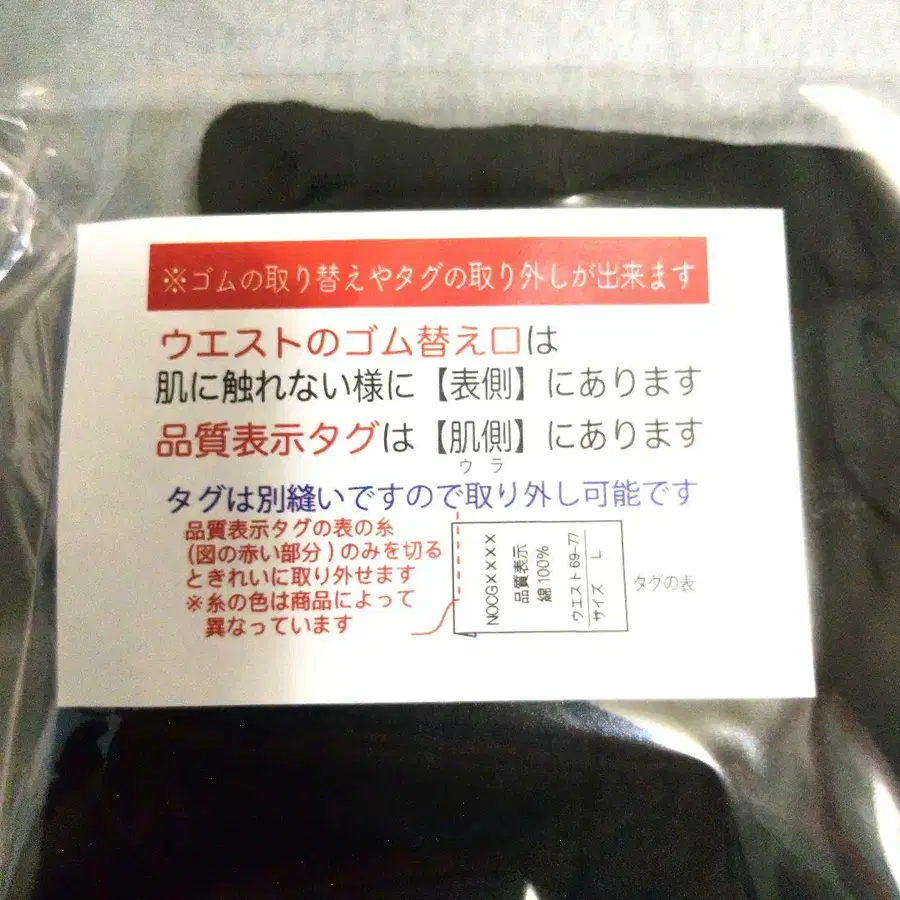 ※ゴムの取り替えやタグの取り外しが出来ます
ウエストのゴム替え口は
肌に触れない様に【表側】にあります
品質表示タグは【肌側】にあります
ウラ
タグは別縫いですので取り外し可能です
品質表示タグの表の糸
(図の赤い部分)のみを切る
ときれいに取り外せます
※糸の色は商品によって
異なっています
NOCGXXXXX
品質表示
綿100%
ウエスト69-77
サイズ L
タグの表